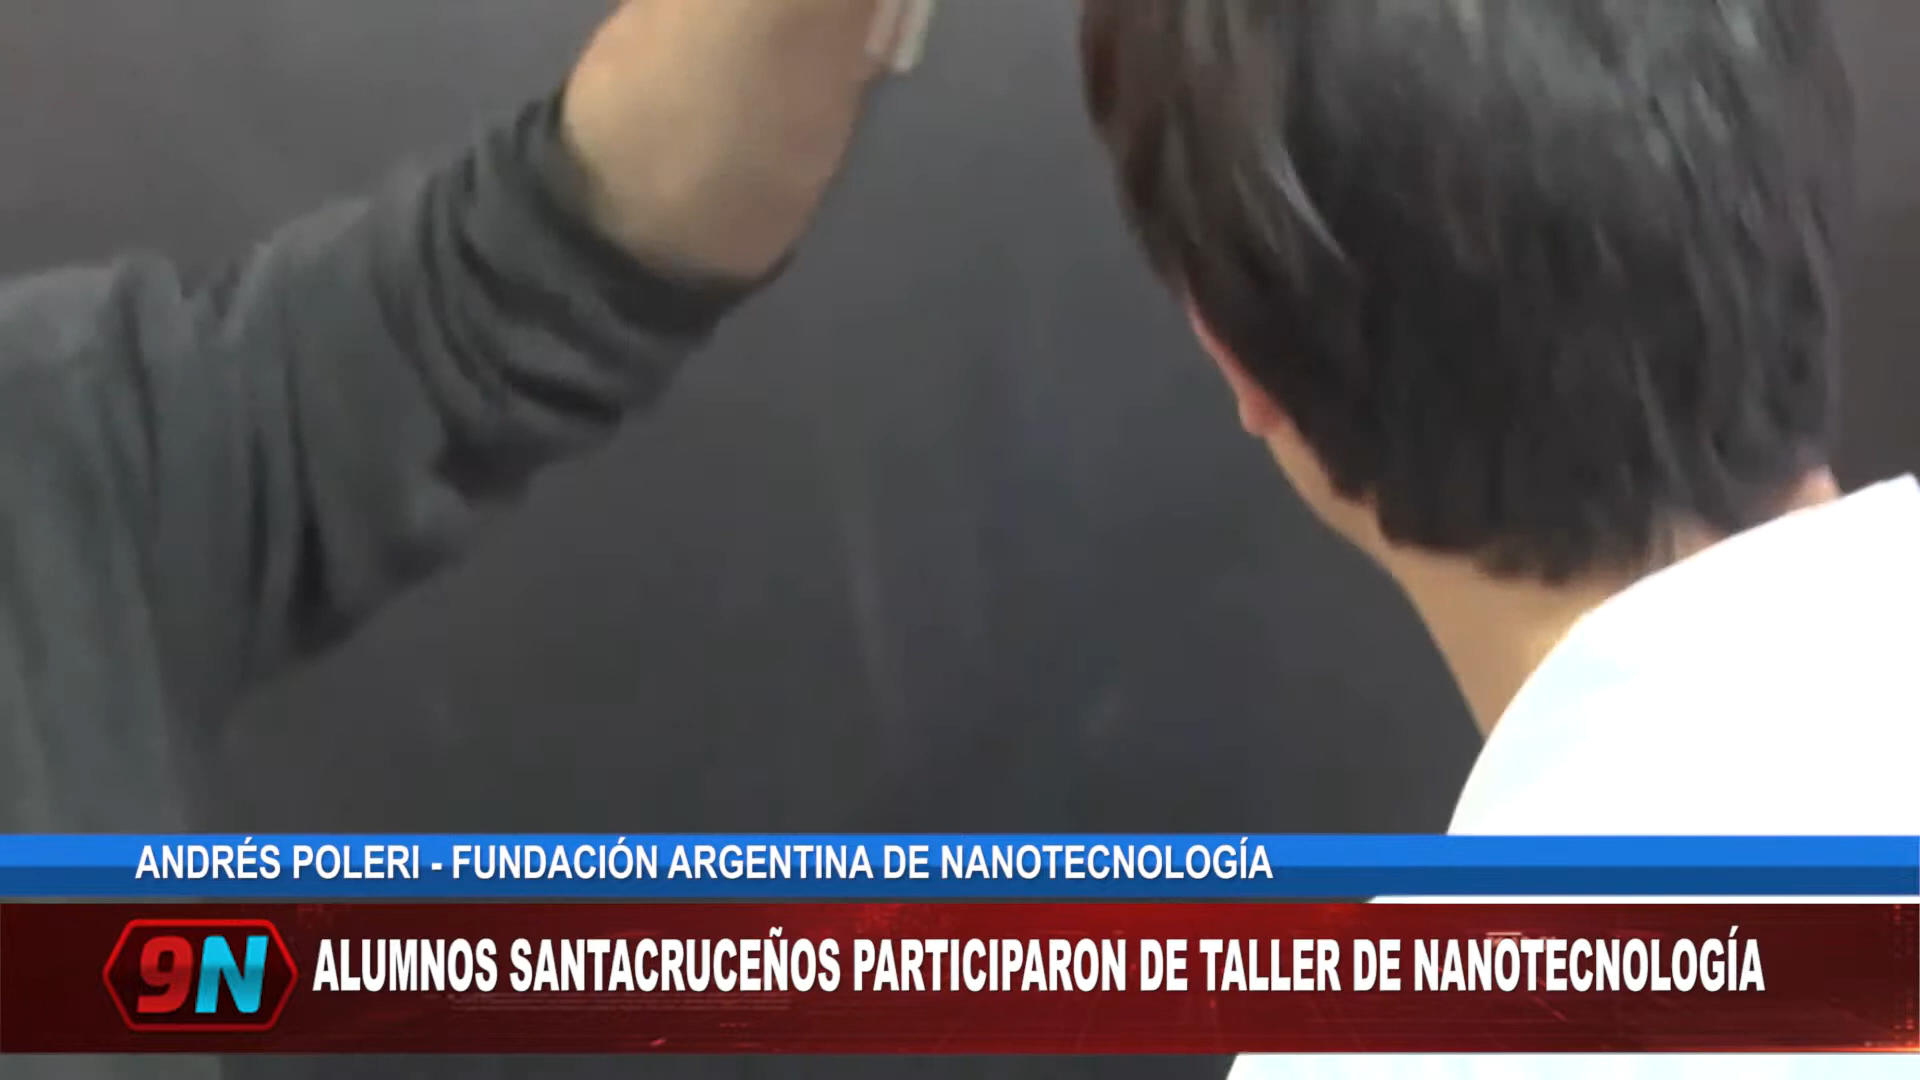 ANDRÉS POLERI - FUNDACIÓN ARGENTINA DE NANOTECNOLOGÍA
9N ALUMNOS SANTACRUCEÑOS PARTICIPARON DE TALLER DE NANOTECNOLOGÍA